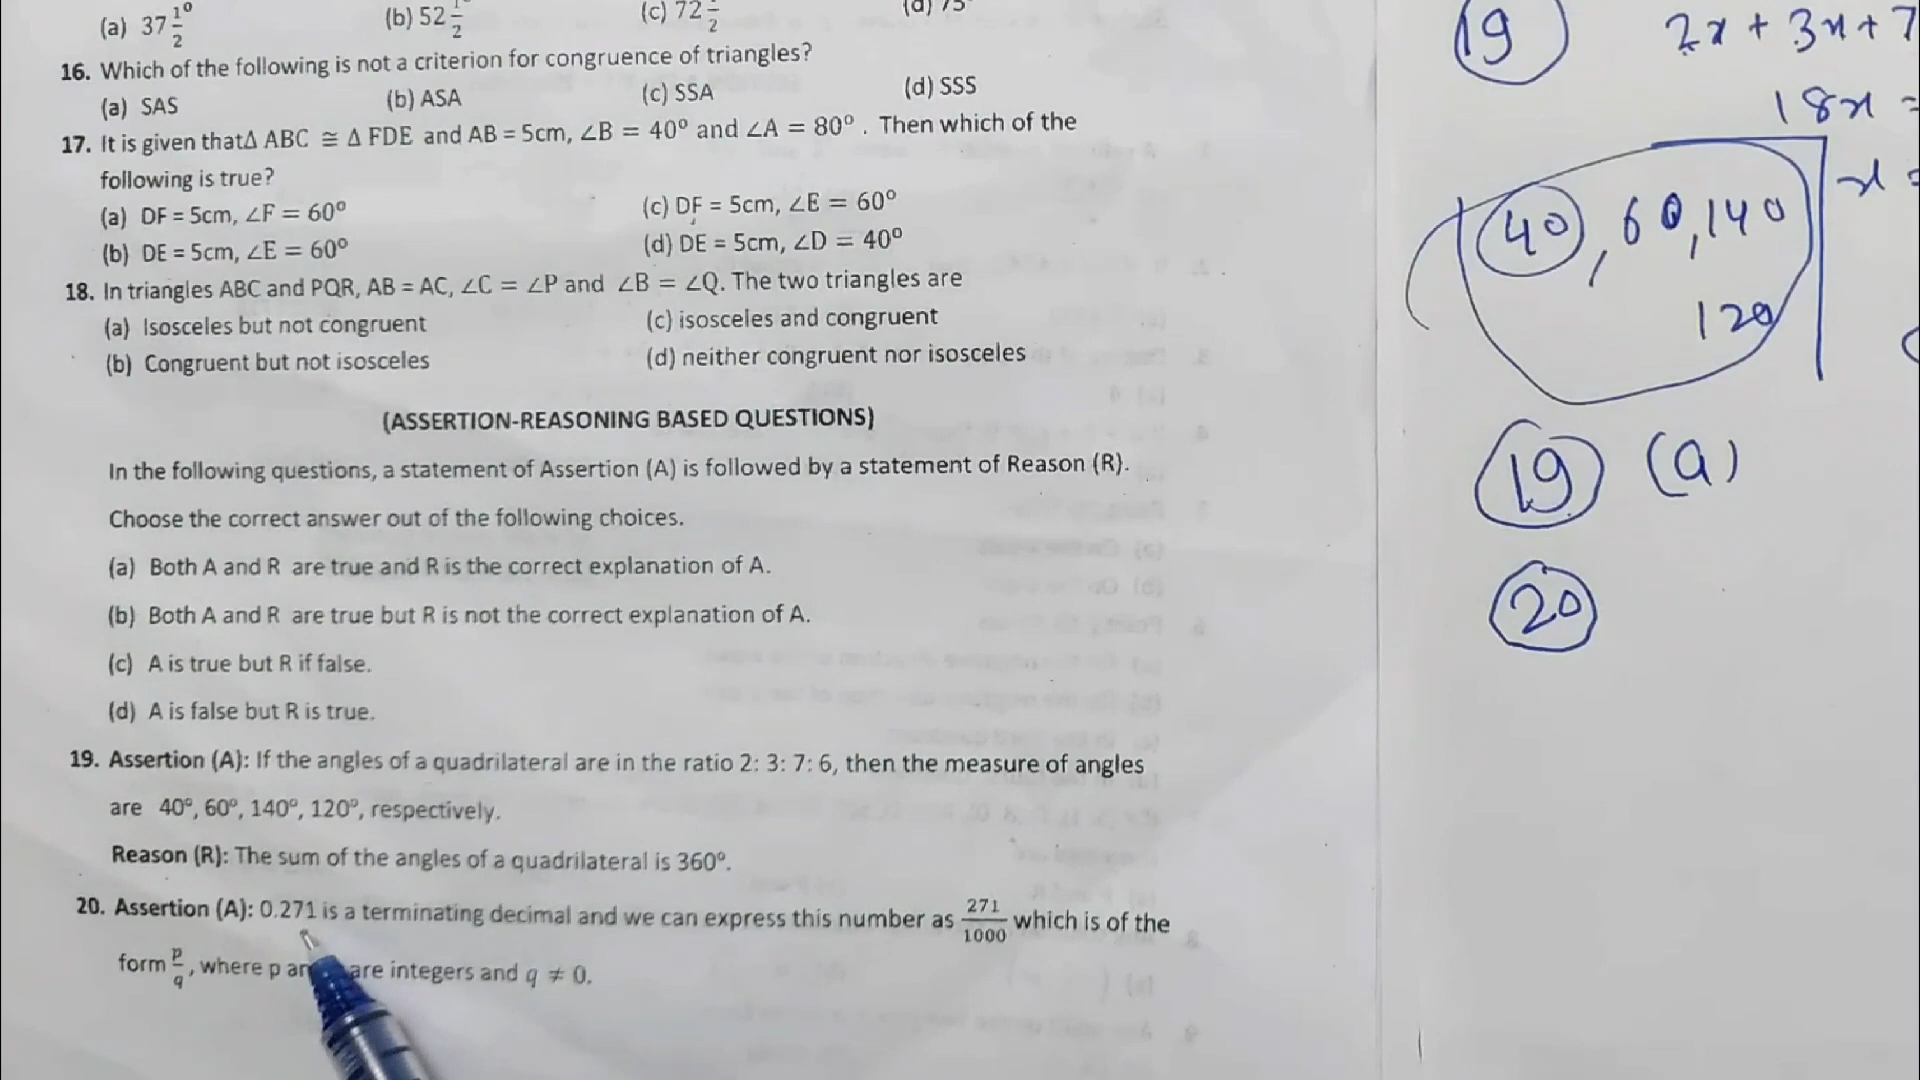 (a) 37 1/2°
(b) 52 1/2
(c) 72 1/2
(d) 75
16. Which of the following is not a criterion for congruence of triangles?
(a) SAS
(b) ASA
(c) SSA
(d) SSS
17. It is given thatΔ ABC ≅ Δ FDE and AB = 5cm, ∠B = 40° and ∠A = 80° . Then which of the
following is true?
(a) DF = 5cm, ∠F = 60°
(c) DF = 5cm, ∠E = 60°
(b) DE = 5cm, ∠E = 60°
(d) DE = 5cm, ∠D = 40°
18. In triangles ABC and PQR, AB = AC, ∠C = ∠P and ∠B = ∠Q. The two triangles are
(a) Isosceles but not congruent
(c) isosceles and congruent
(b) Congruent but not isosceles
(d) neither congruent nor isosceles
(ASSERTION-REASONING BASED QUESTIONS)
In the following questions, a statement of Assertion (A) is followed by a statement of Reason (R).
Choose the correct answer out of the following choices.
(a) Both A and R are true and R is the correct explanation of A.
(b) Both A and R are true but R is not the correct explanation of A.
(c) A is true but R if false.
(d) A is false but R is true.
19. Assertion (A): If the angles of a quadrilateral are in the ratio 2: 3: 7: 6, then the measure of angles
are 40°, 60°, 140°, 120°, respectively.
Reason (R): The sum of the angles of a quadrilateral is 360°.
20. Assertion (A): 0.271 is a terminating decimal and we can express this number as 271/1000 which is of the
form p/q, where p are integers and q ≠ 0.
19
2x + 3x + 7
18x =
x =
40, 60, 140
120
19 (a)
20